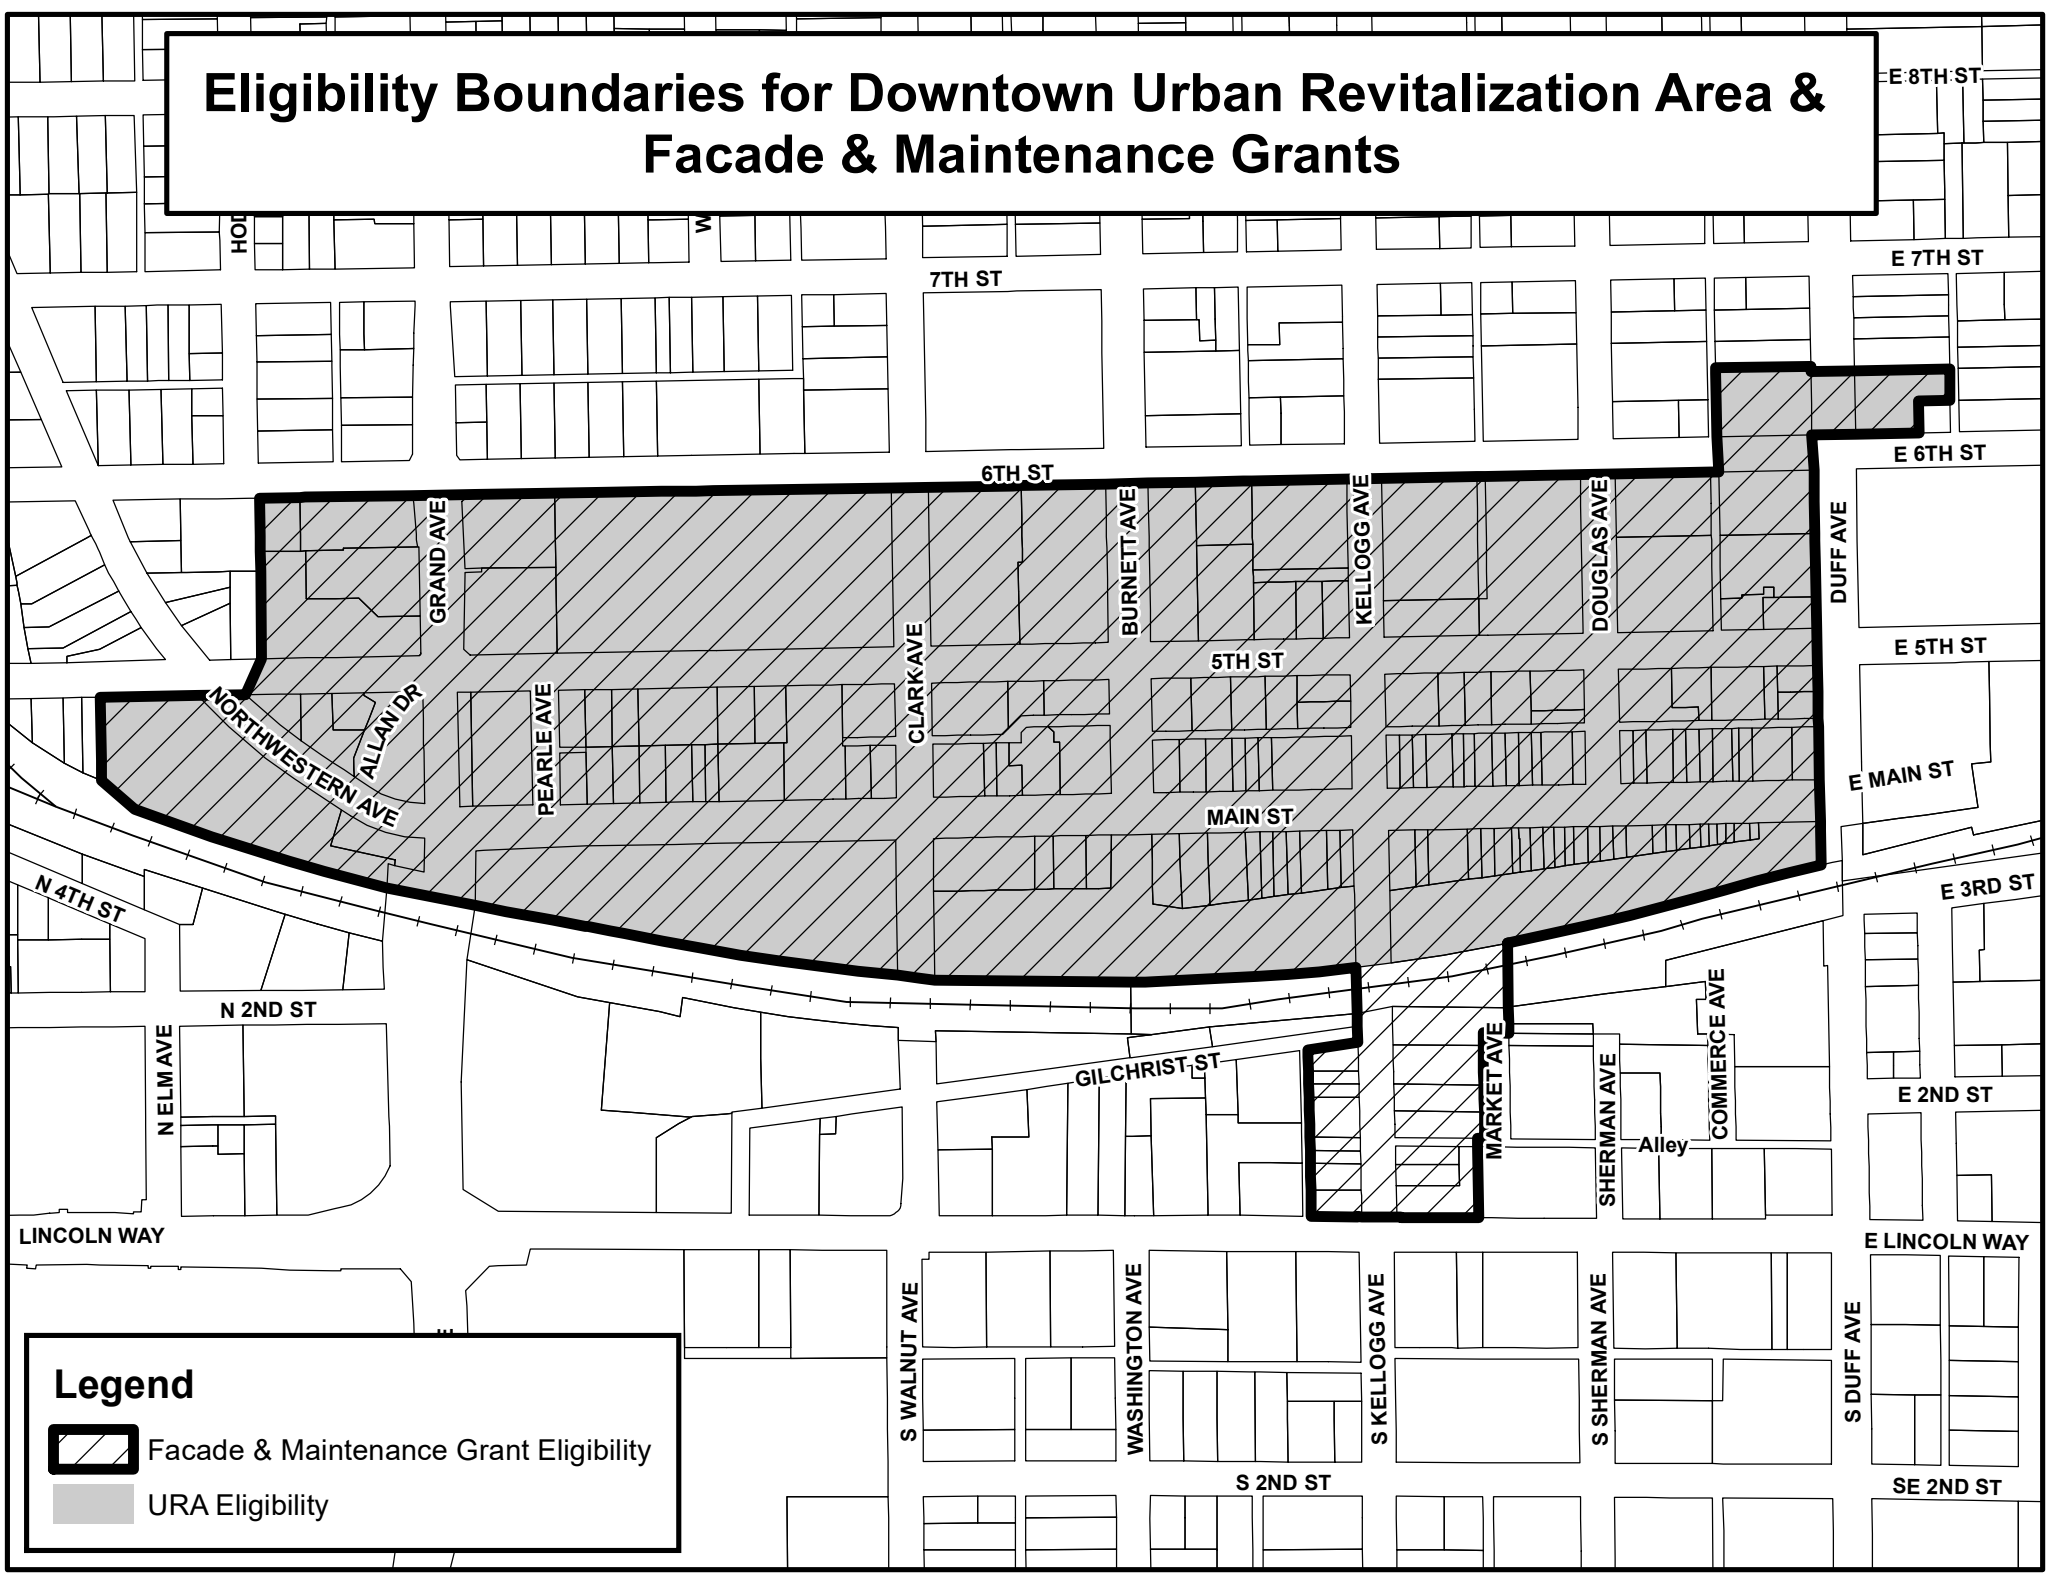 Eligibility Boundaries for Downtown Urban Revitalization Area &
Facade & Maintenance Grants
E 8TH ST
7TH ST
E 7TH ST
6TH ST
E 6TH ST
GRAND AVE
BURNETT AVE
KELLOGG AVE
DOUGLAS AVE
DUFF AVE
5TH ST
E 5TH ST
CLARK AVE
PEARLE AVE
ALLAN DR
NORTHWESTERN AVE
MAIN ST
E MAIN ST
N 4TH ST
E 3RD ST
N 2ND ST
N ELM AVE
GILCHRIST ST
MARKET AVE
SHERMAN AVE
COMMERCE AVE
E 2ND ST
Alley
LINCOLN WAY
E LINCOLN WAY
S WALNUT AVE
WASHINGTON AVE
S KELLOGG AVE
S SHERMAN AVE
S DUFF AVE
S 2ND ST
SE 2ND ST
Legend
Facade & Maintenance Grant Eligibility
URA Eligibility